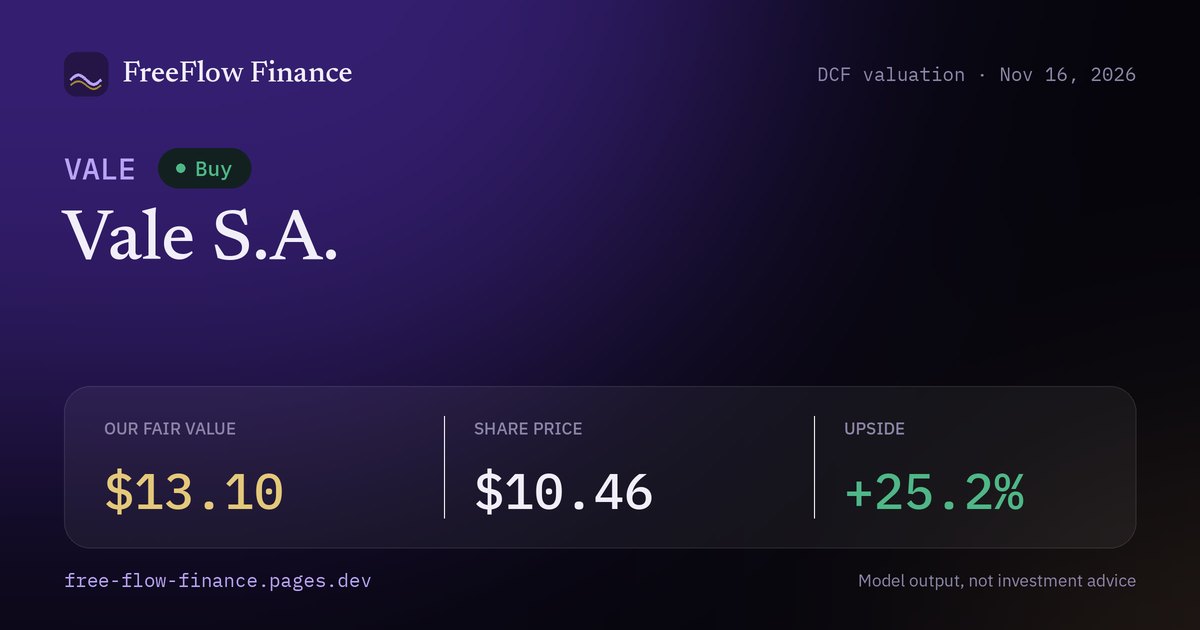 FreeFlow Finance
DCF valuation · Nov 16, 2026
VALE
Buy
Vale S.A.
OUR FAIR VALUE
$13.10
SHARE PRICE
$10.46
UPSIDE
+25.2%
free-flow-finance.pages.dev
Model output, not investment advice